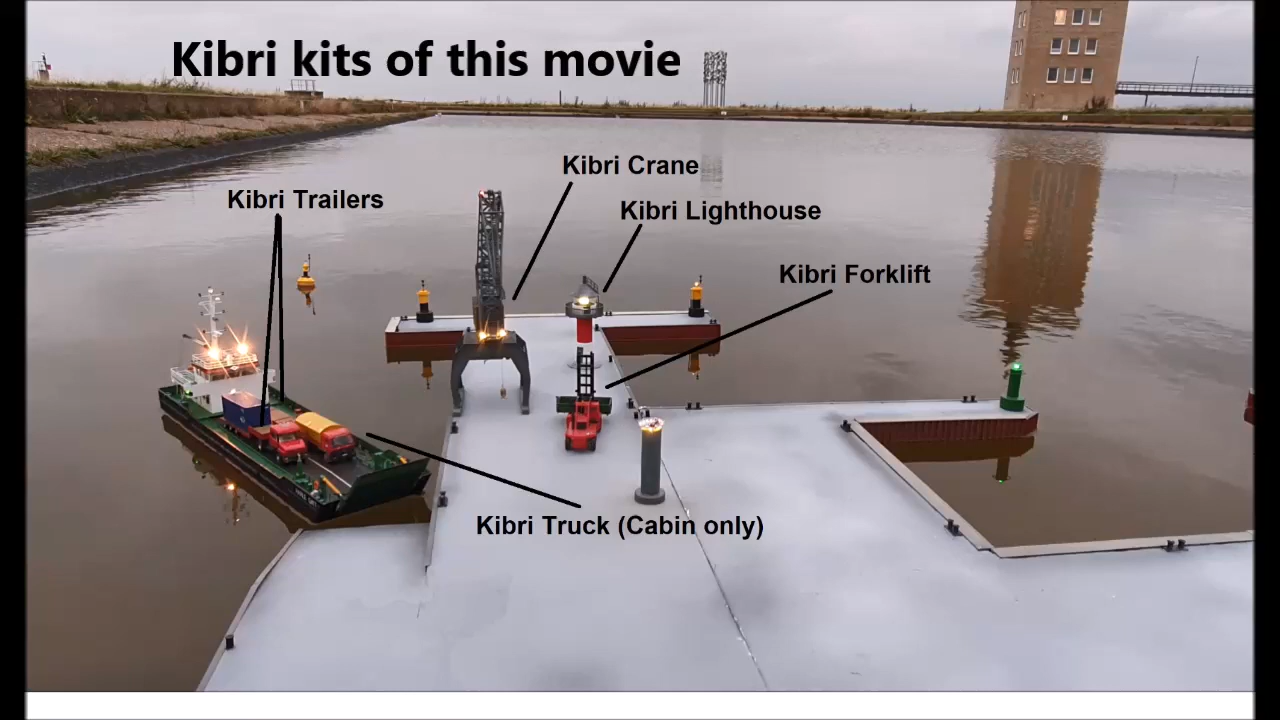 Kibri kits of this movie
Kibri Crane
Kibri Trailers
Kibri Lighthouse
Kibri Forklift
Kibri Truck (Cabin only)